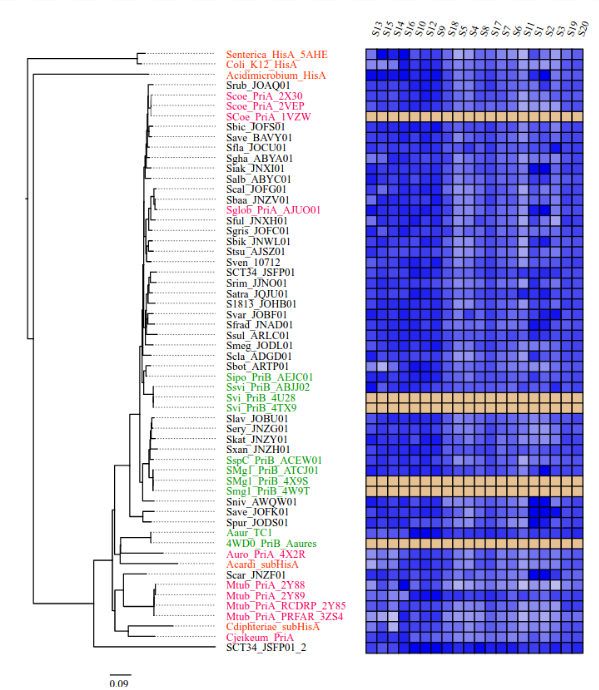 S13 S15 S14 S16 S10 S12 S9 S18 S5 S4 S8 S17 S7 S6 S11 S1 S2 S3 S19 S20
Senterica_HisA_5AHE
Coli_K12_HisA
Acidimicrobium_HisA
Srub_JOAQ01
Scoe_PriA_2X30
Scoe_PriA_2VEP
SCoe_PriA_1VZW
Sbic_JOFS01
Save_BAVY01
Sfla_JOCU01
Sgha_ABYA01
Siak_JNXI01
Salb_ABYC01
Scal_JOFG01
Sbaa_JNZV01
Sglob_PriA_AJUO01
Sful_JNXH01
Sgris_JOFC01
Sbik_JNWL01
Stsu_AJSZ01
Sven_10712
SCT34_JSFP01
Srim_JJNO01
Satra_JQJU01
S1813_JOHB01
Svar_JOBF01
Sfrad_JNAD01
Ssul_ARLC01
Smeg_JODL01
Scla_ADGD01
Sbot_ARTP01
Sipo_PriB_AEJC01
Ssvi_PriB_ABJJ02
Svi_PriB_4U28
Svi_PriB_4TX9
Slav_JOBU01
Sery_JNZG01
Skat_JNZY01
Sxan_JNZH01
SspC_PriB_ACEW01
SMg1_PriB_ATCJ01
SMg1_PriB_4X9S
Smg1_PriB_4W9T
Sniv_AWQW01
Save_JOFK01
Spur_JODS01
Aaur_TC1
4WD0_PriB_Aaures
Auro_PriA_4X2R
Acardi_subHisA
Scar_JNZF01
Mtub_PriA_2Y88
Mtub_PriA_2Y89
Mtub_PriA_RCDRP_2Y85
Mtub_PriA_PRFAR_3ZS4
Cdiphteriae_subHisA
Cjeikeum_PriA
SCT34_JSFP01_2
0.09